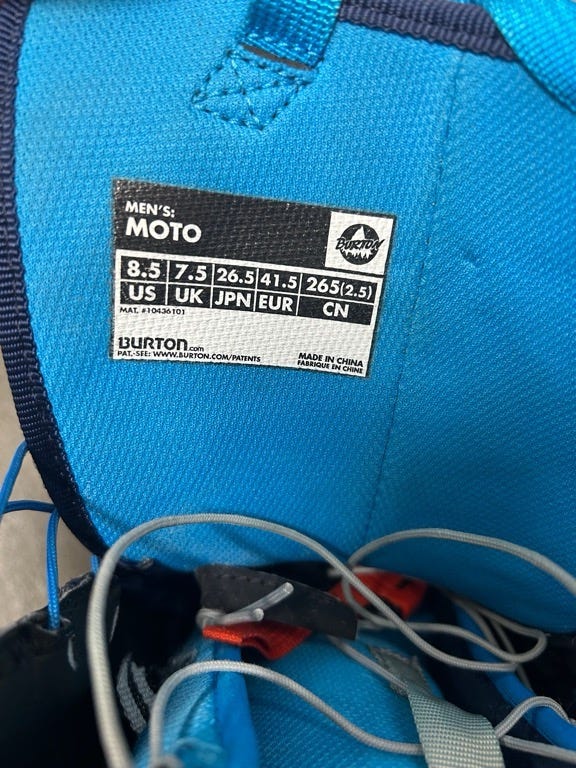 MEN'S:
MOTO
BURTON
8.5 7.5 26.5 41.5 265(2.5)
US UK JPN EUR CN
MAT. #10436101
BURTON.com
PAT.-SEE: WWW.BURTON.COM/PATENTS
MADE IN CHINA
FABRIQUE EN CHINE